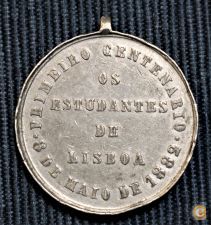 PRIMEIRO CENTENARIO
OS
ESTUDANTES
DE
LISBOA
8 DE MAIO DE 1882